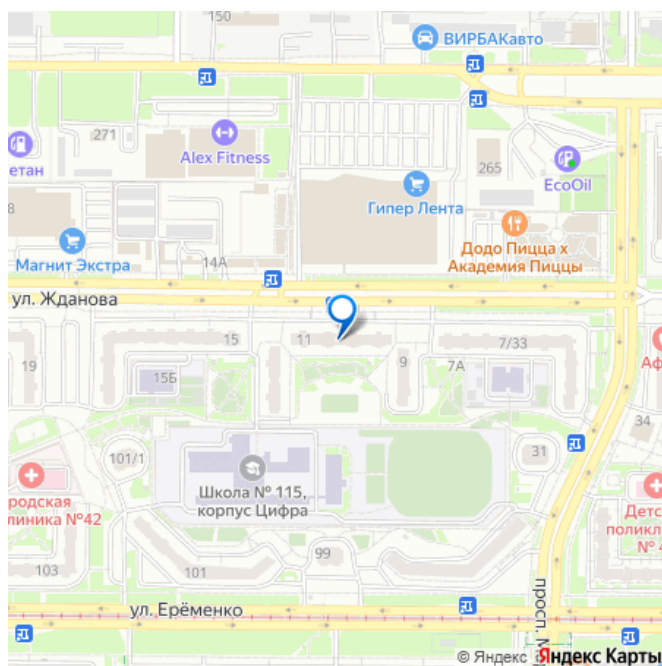 150
ВИРБАКавто
271
Alex Fitness
етан
265
EcoOil
8
Гипер Лента
Магнит Экстра
14А
Додо Пицца х
Академия Пиццы
ул. Жданова
19
15
11
9
7А
7/33
Аф
15Б
34
101/1
31
Школа № 115,
корпус Цифра
родская
линика №42
Детс
поликл
№ 4
99
103
101
ул. Ерёменко
просп. М
© Яндекс Яндекс Карты